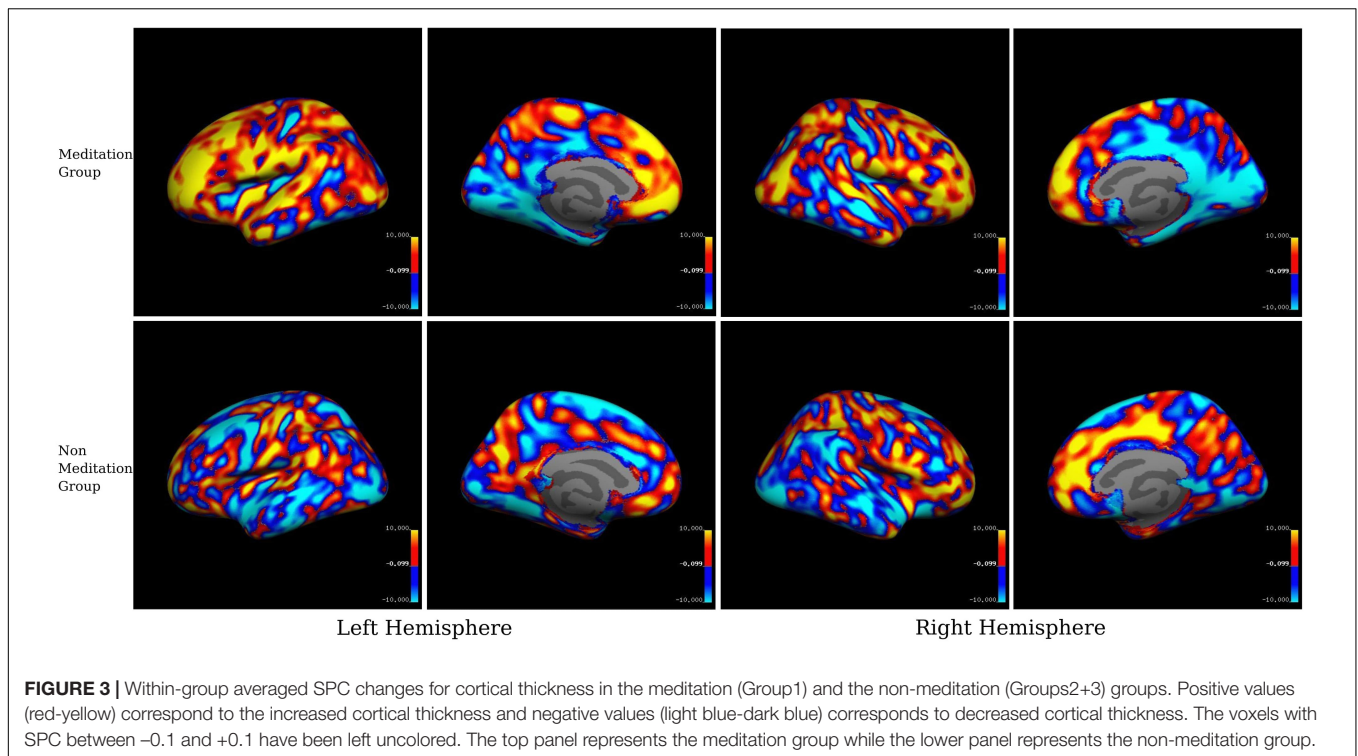 Meditation
Group
10.000
-0.099
-10.000
10.000
-0.099
-10.000
10.000
-0.099
-10.000
10.000
-0.099
-10.000
Non
Meditation
Group
10.000
-0.099
-10.000
10.000
-0.099
-10.000
10.000
-0.099
-10.000
10.000
-0.099
-10.000
Left Hemisphere
Right Hemisphere
FIGURE 3 | Within-group averaged SPC changes for cortical thickness in the meditation (Group1) and the non-meditation (Groups2+3) groups. Positive values
(red-yellow) correspond to the increased cortical thickness and negative values (light blue-dark blue) corresponds to decreased cortical thickness. The voxels with
SPC between –0.1 and +0.1 have been left uncolored. The top panel represents the meditation group while the lower panel represents the non-meditation group.